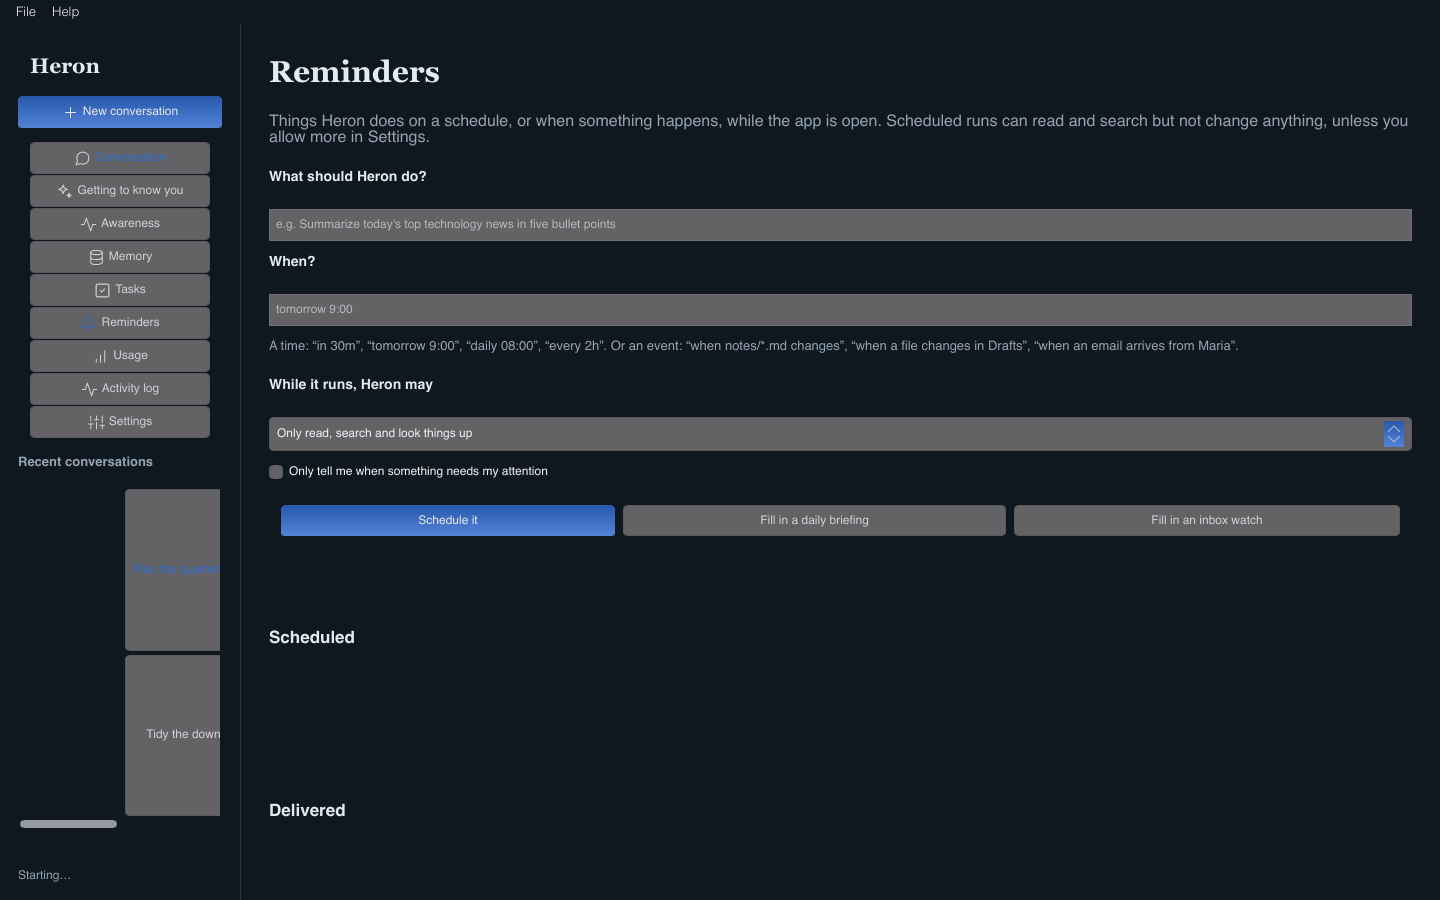 File Help
Heron
New conversation
Getting to know you
Awareness
Memory
Tasks
Reminders
Usage
Activity log
Settings
Recent conversations
Tidy the down
Starting…
Reminders
Things Heron does on a schedule, or when something happens, while the app is open. Scheduled runs can read and search but not change anything, unless you
allow more in Settings.
What should Heron do?
e.g. Summarize today's top technology news in five bullet points
When?
tomorrow 9:00
A time: “in 30m”, “tomorrow 9:00”, “daily 08:00”, “every 2h”. Or an event: “when notes/*.md changes”, “when a file changes in Drafts”, “when an email arrives from Maria”.
While it runs, Heron may
Only read, search and look things up
Only tell me when something needs my attention
Schedule it
Fill in a daily briefing
Fill in an inbox watch
Scheduled
Delivered